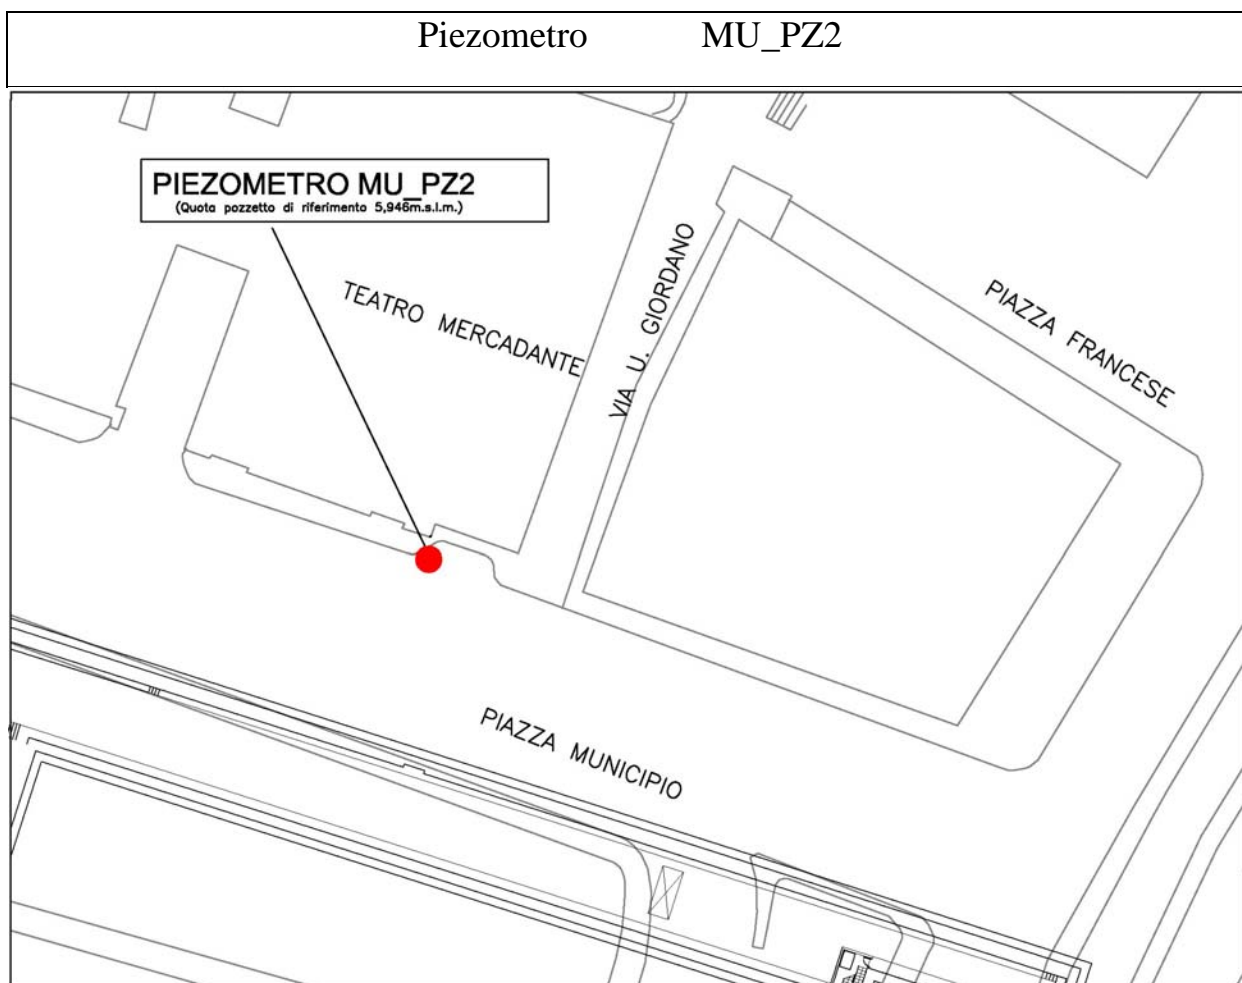 Piezometro MU_PZ2
PIEZOMETRO MU_PZ2
(Quota pozzetto di riferimento 5,946m.s.l.m.)
TEATRO MERCADANTE
VIA U. GIORDANO
PIAZZA FRANCESE
PIAZZA MUNICIPIO